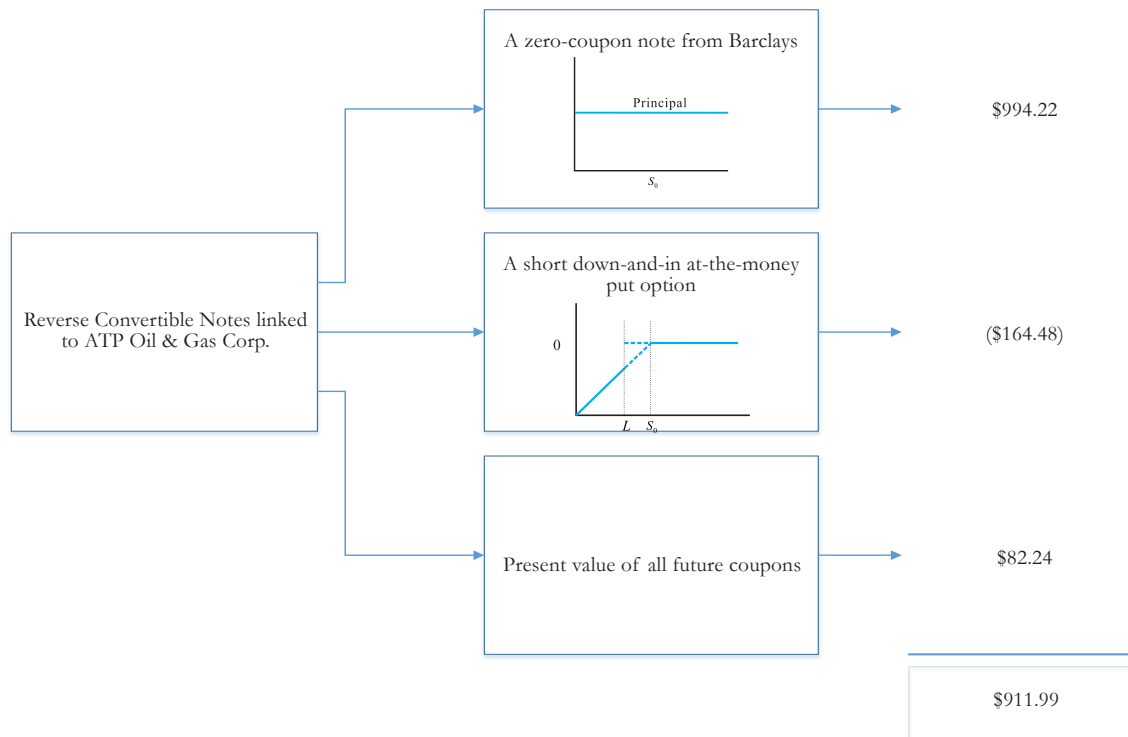 A zero-coupon note from Barclays
Principal
S₀
$994.22
Reverse Convertible Notes linked
to ATP Oil & Gas Corp.
A short down-and-in at-the-money
put option
0
L S₀
($164.48)
Present value of all future coupons
$82.24
$911.99